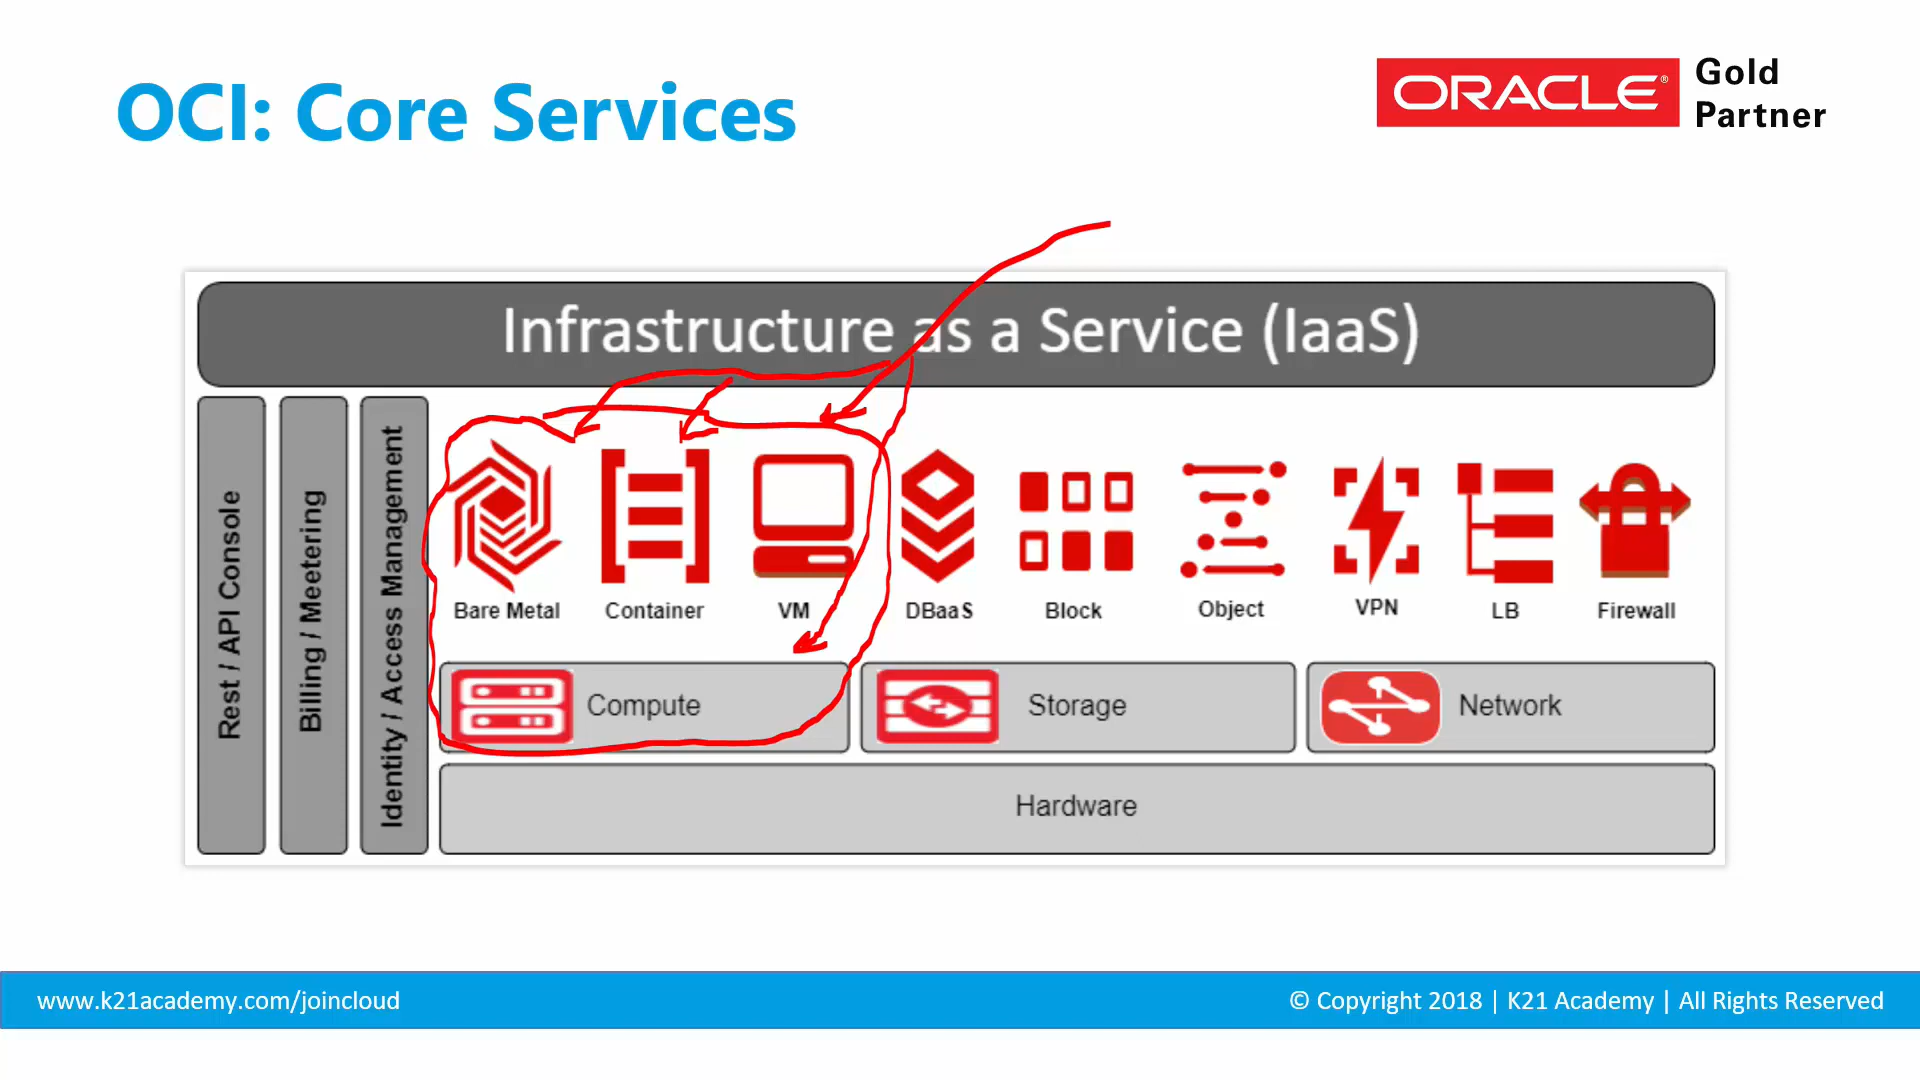 OCI: Core Services
ORACLE®
Gold
Partner
Infrastructure as a Service (IaaS)
Rest / API Console
Billing / Meetering
Identity / Access Management
Bare Metal
Container
VM
DBaaS
Block
Object
VPN
LB
Firewall
Compute
Storage
Network
Hardware
www.k21academy.com/joincloud
© Copyright 2018 | K21 Academy | All Rights Reserved